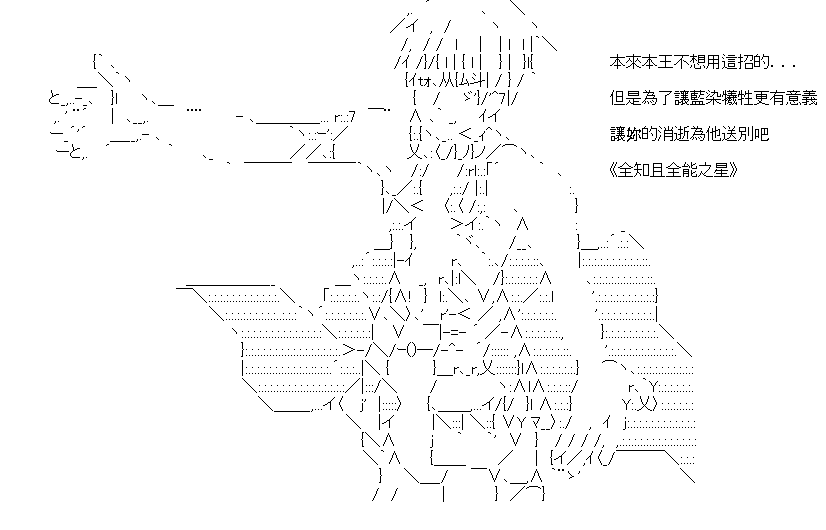 本來本王不想用這招的...
但是為了讓藍染犧牲更有意義
讓妳的消逝為他送別吧
《全知且全能之星》